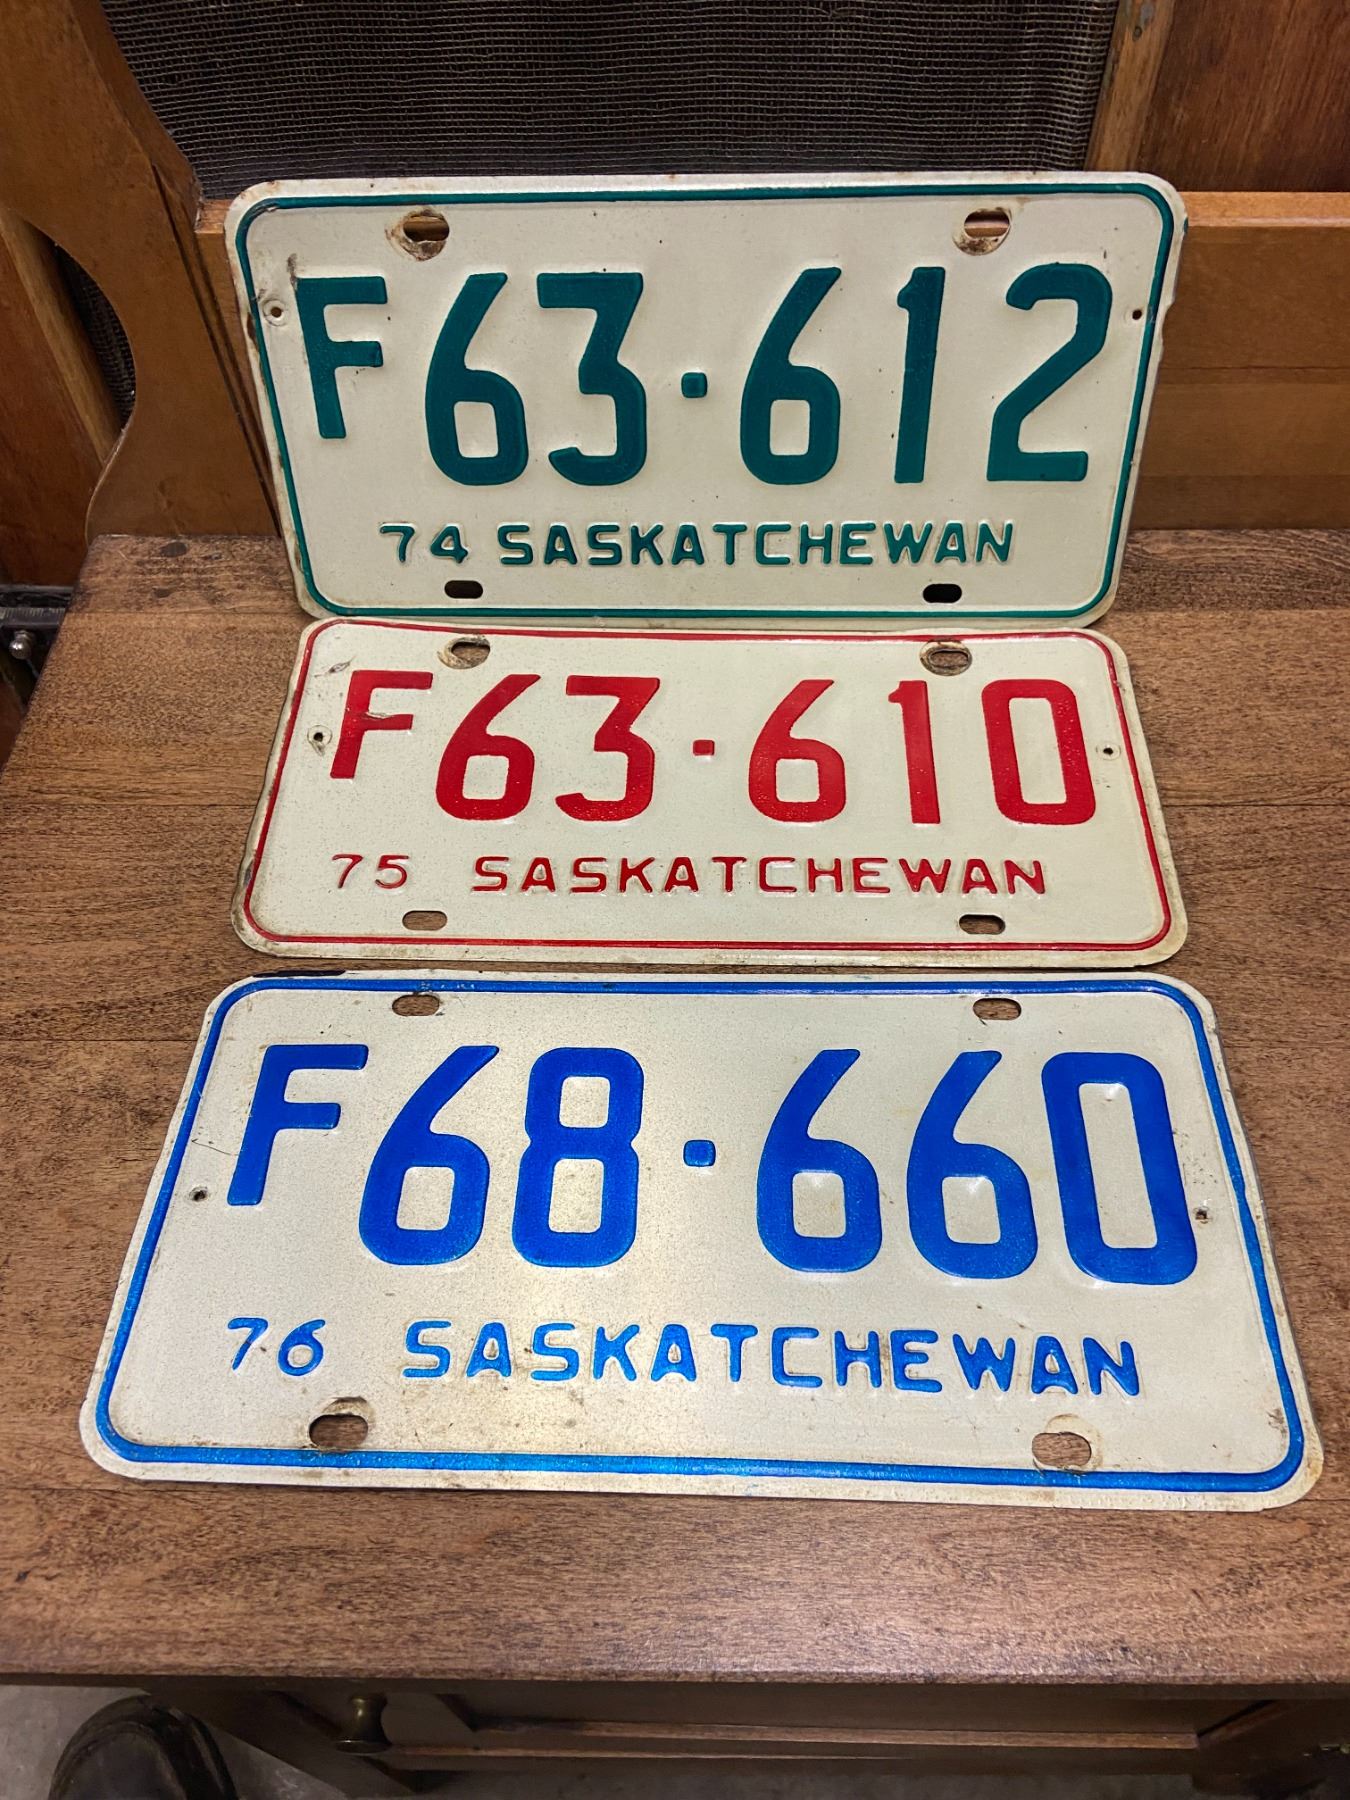 F63·612
74 SASKATCHEWAN
F63·610
75 SASKATCHEWAN
F68·660
76 SASKATCHEWAN